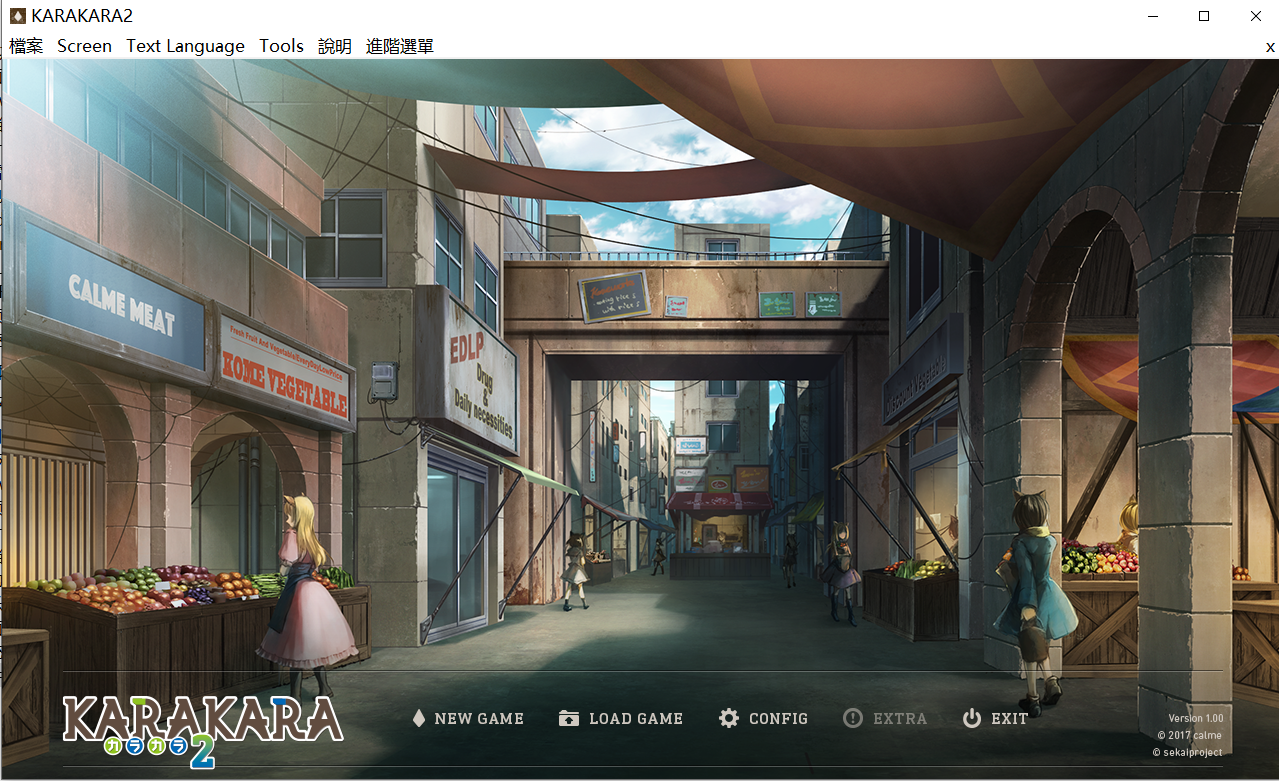 KARAKARA2
檔案 Screen Text Language Tools 說明 進階選單 x
CALME MEAT
Fresh Fruit And Vegetable/EveryDayLowPrice
KOME VEGETABLE
EDLP
Drug
&
Daily necessities
Discount Vegetable
KARAKARA
カラカラ2
NEW GAME LOAD GAME CONFIG EXTRA EXIT
Version 1.00
© 2017 calme
© sekaiproject